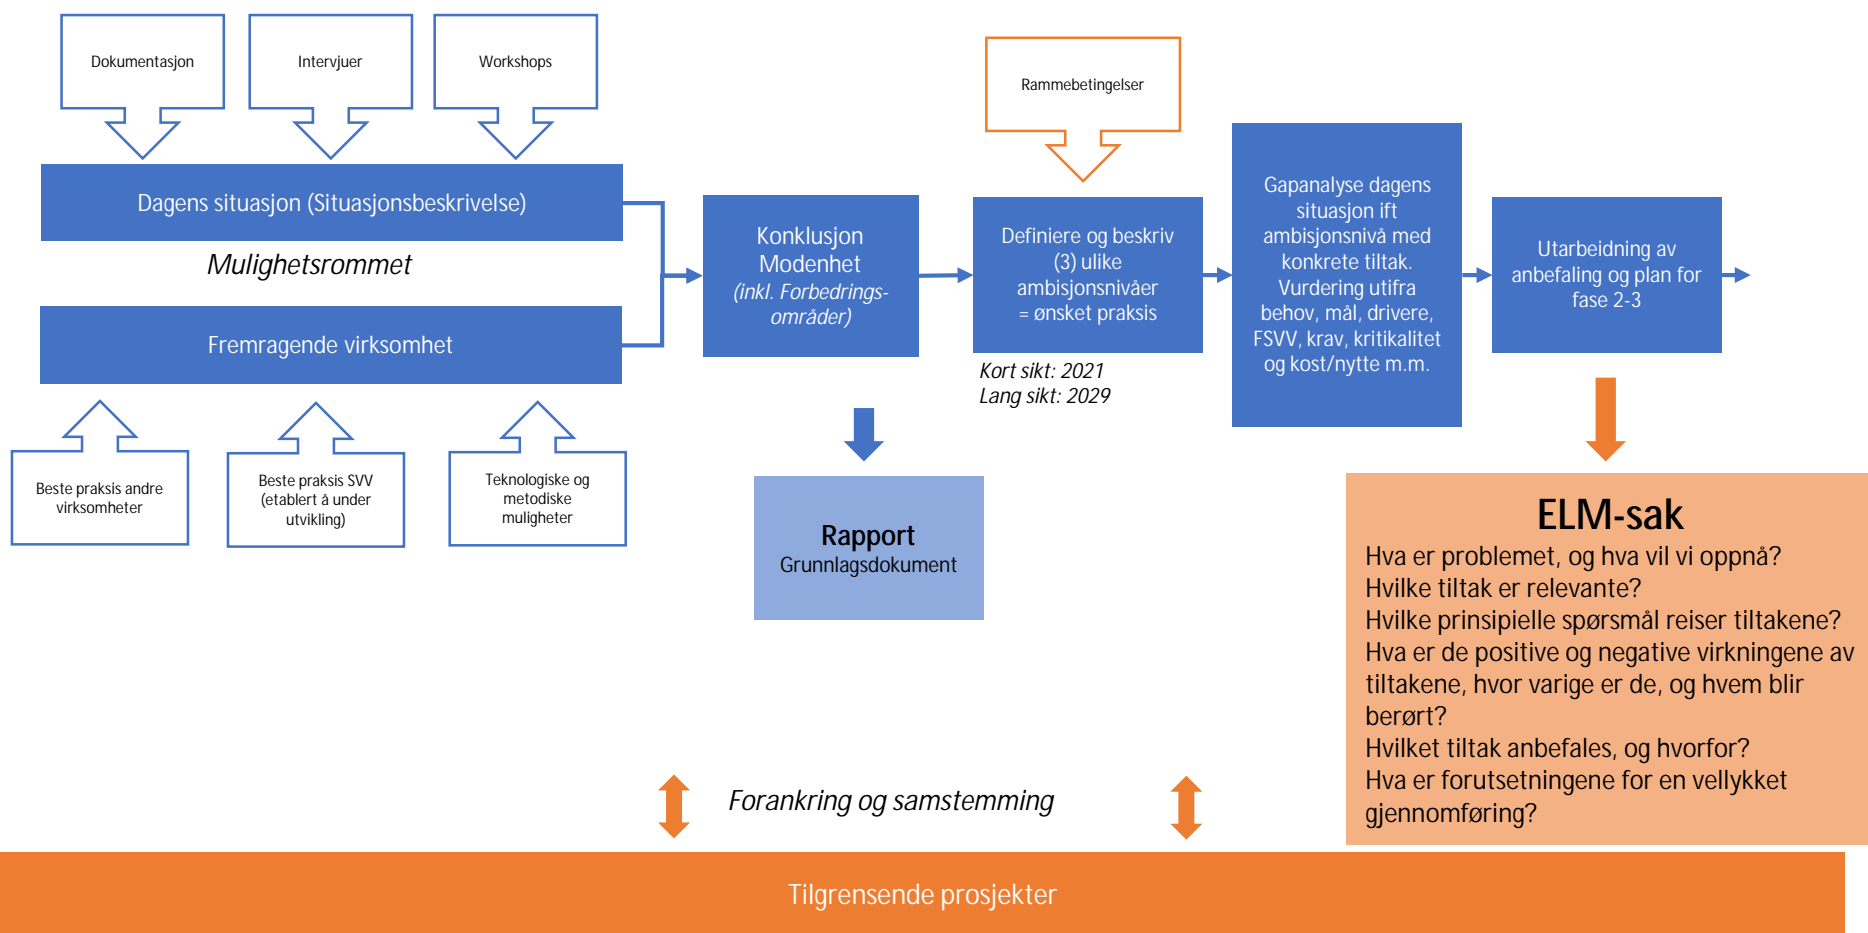 Dokumentasjon
Intervjuer
Workshops
Dagens situasjon (Situasjonsbeskrivelse)
Mulighetsrommet
Fremragende virksomhet
Beste praksis andre
virksomheter
Beste praksis SVV
(etablert å under
utvikling)
Teknologiske og
metodiske
muligheter
Konklusjon
Modenhet
(inkl. Forbedrings-
områder)
Rapport
Grunnlagsdokument
Rammebetingelser
Definiere og beskriv
(3) ulike
ambisjonsnivåer
= ønsket praksis
Kort sikt: 2021
Lang sikt: 2029
Gapanalyse dagens
situasjon ift
ambisjonsnivå med
konkrete tiltak.
Vurdering utifra
behov, mål, drivere,
FSVV, krav, kritikalitet
og kost/nytte m.m.
Utarbeidning av
anbefaling og plan for
fase 2-3
ELM-sak
Hva er problemet, og hva vil vi oppnå?
Hvilke tiltak er relevante?
Hvilke prinsipielle spørsmål reiser tiltakene?
Hva er de positive og negative virkningene av
tiltakene, hvor varige er de, og hvem blir
berørt?
Hvilket tiltak anbefales, og hvorfor?
Hva er forutsetningene for en vellykket
gjennomføring?
Forankring og samstemming
Tilgrensende prosjekter